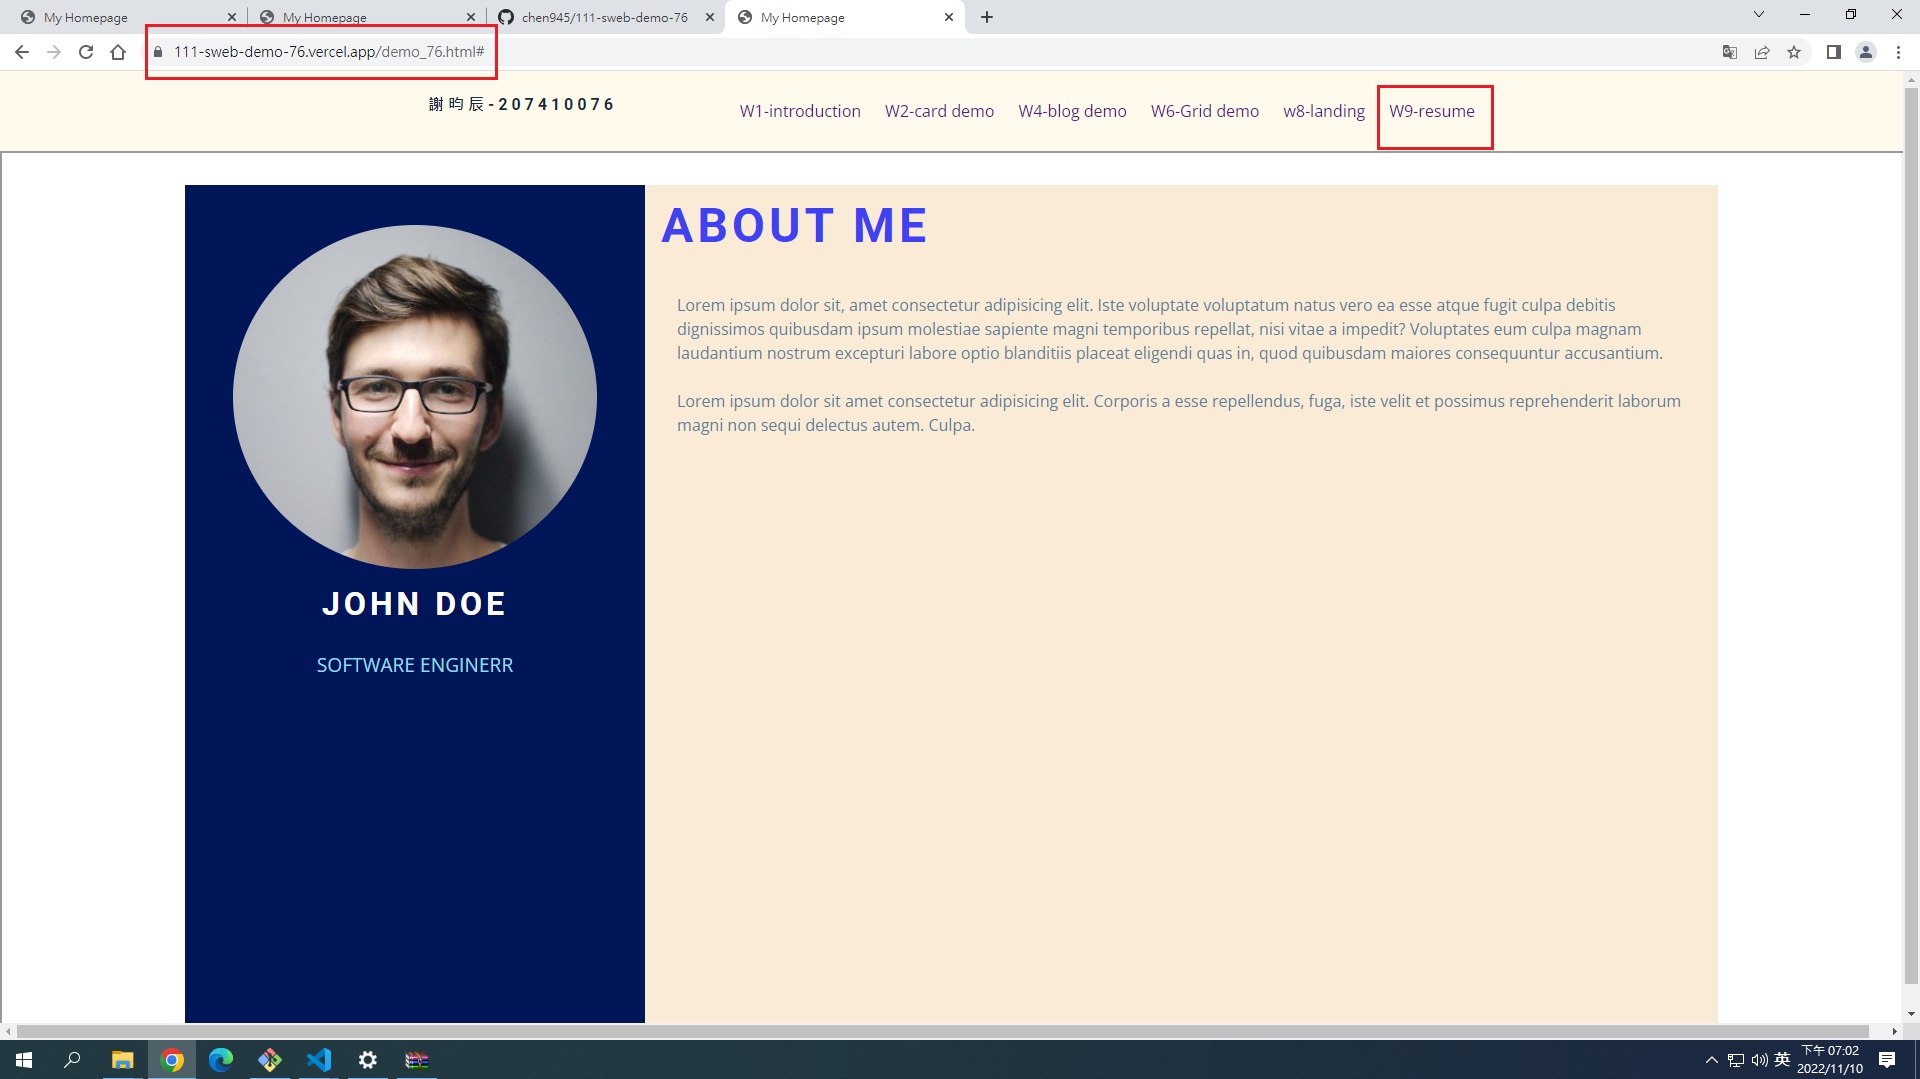 My Homepage
My Homepage
chen945/111-sweb-demo-76
My Homepage
111-sweb-demo-76.vercel.app/demo_76.html#
謝昀辰-207410076
W1-introduction
W2-card demo
W4-blog demo
W6-Grid demo
w8-landing
W9-resume
ABOUT ME
Lorem ipsum dolor sit, amet consectetur adipisicing elit. Iste voluptate voluptatum natus vero ea esse atque fugit culpa debitis
dignissimos quibusdam ipsum molestiae sapiente magni temporibus repellat, nisi vitae a impedit? Voluptates eum culpa magnam
laudantium nostrum excepturi labore optio blanditiis placeat eligendi quas in, quod quibusdam maiores consequuntur accusantium.
Lorem ipsum dolor sit amet consectetur adipisicing elit. Corporis a esse repellendus, fuga, iste velit et possimus reprehenderit laborum
magni non sequi delectus autem. Culpa.
JOHN DOE
SOFTWARE ENGINERR
英
下午 07:02
2022/11/10